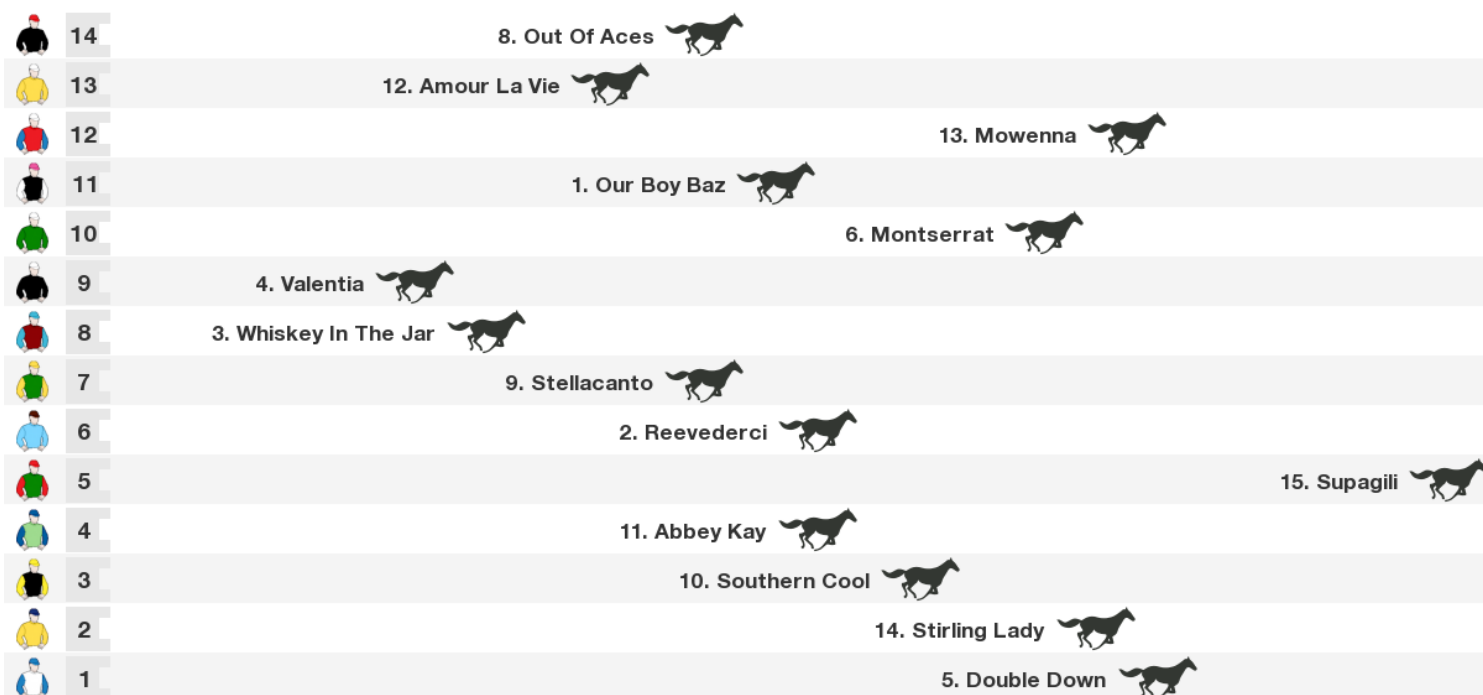 14 8. Out Of Aces
13 12. Amour La Vie
12 13. Mowenna
11 1. Our Boy Baz
10 6. Montserrat
9 4. Valentia
8 3. Whiskey In The Jar
7 9. Stellacanto
6 2. Reevederci
5 15. Supagili
4 11. Abbey Kay
3 10. Southern Cool
2 14. Stirling Lady
1 5. Double Down